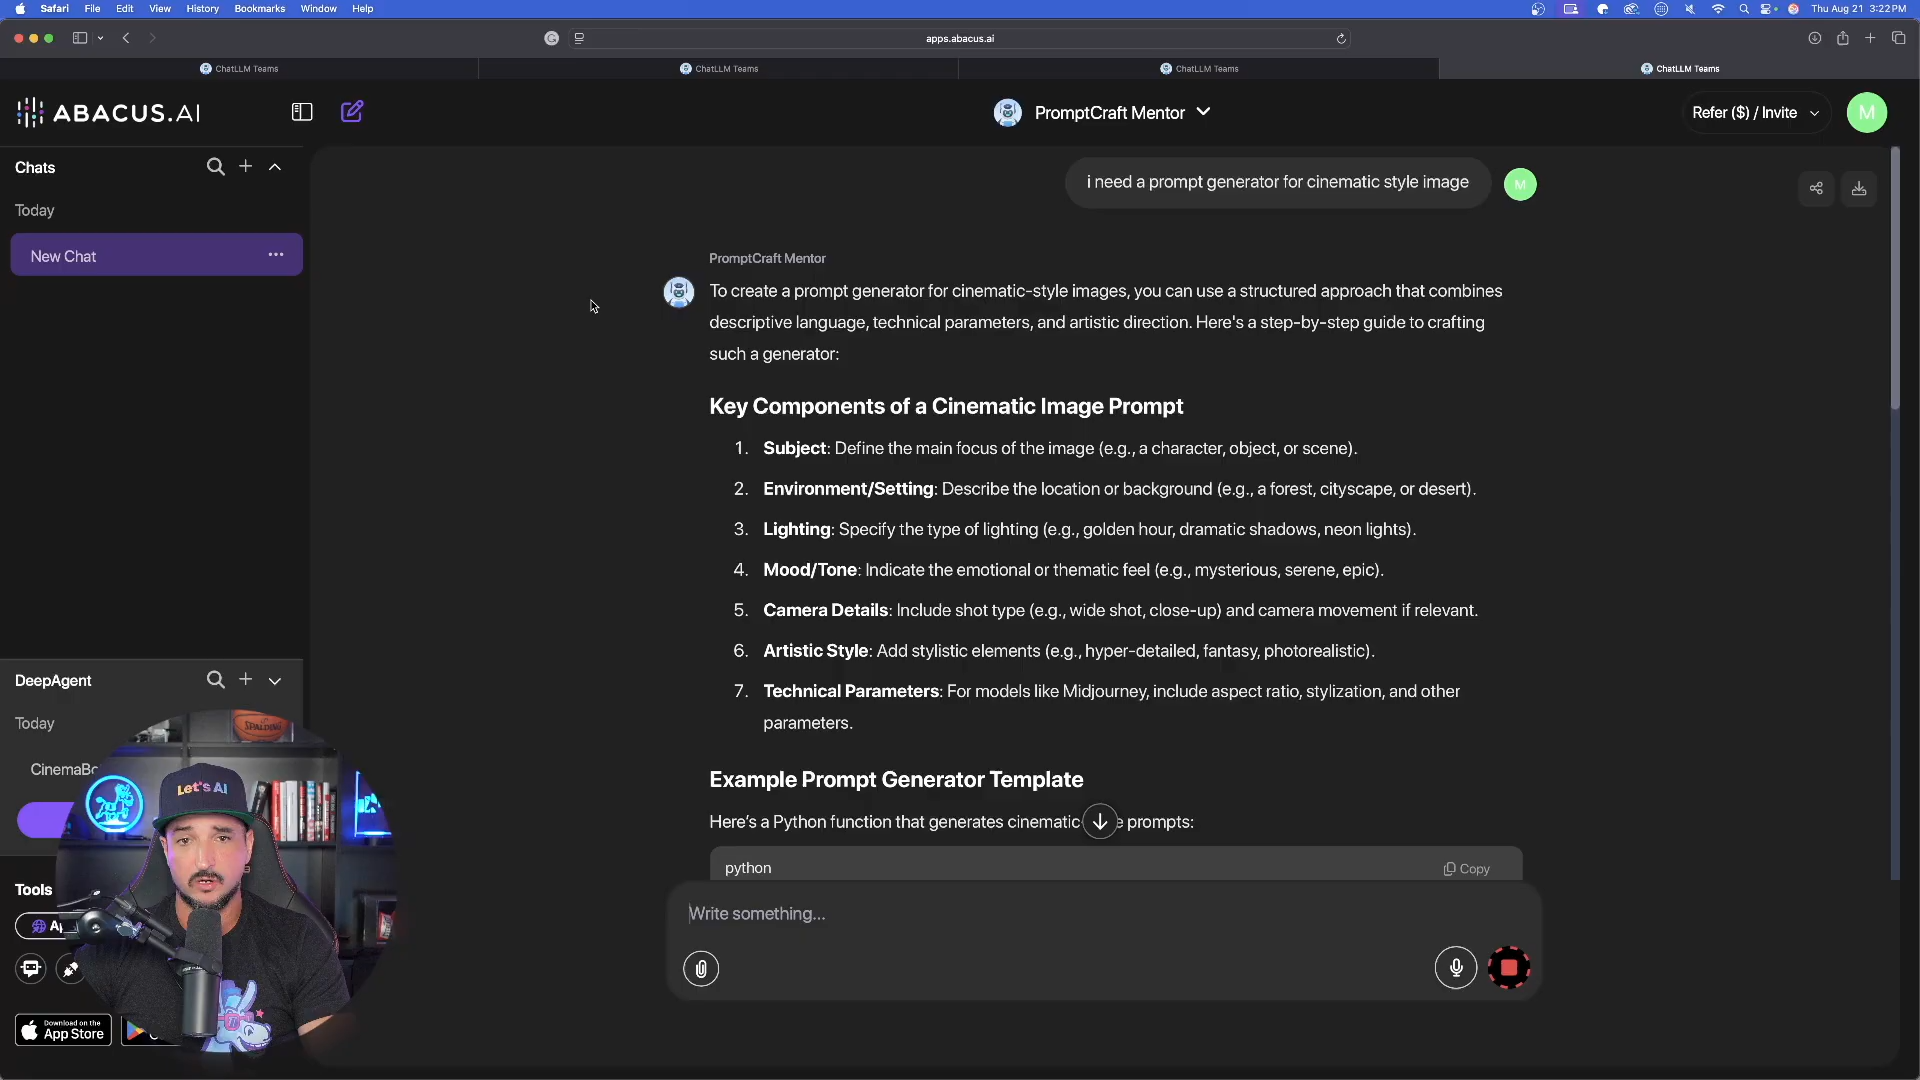 Safari File Edit View History Bookmarks Window Help
Thu Aug 21 3:22 PM
apps.abacus.ai
ChatLLM Teams
ChatLLM Teams
ChatLLM Teams
ChatLLM Teams
ABACUS.AI
PromptCraft Mentor
Refer ($) / Invite
M
Chats
Today
New Chat
i need a prompt generator for cinematic style image
M
PromptCraft Mentor
To create a prompt generator for cinematic-style images, you can use a structured approach that combines
descriptive language, technical parameters, and artistic direction. Here's a step-by-step guide to crafting
such a generator:
Key Components of a Cinematic Image Prompt
1. Subject: Define the main focus of the image (e.g., a character, object, or scene).
2. Environment/Setting: Describe the location or background (e.g., a forest, cityscape, or desert).
3. Lighting: Specify the type of lighting (e.g., golden hour, dramatic shadows, neon lights).
4. Mood/Tone: Indicate the emotional or thematic feel (e.g., mysterious, serene, epic).
5. Camera Details: Include shot type (e.g., wide shot, close-up) and camera movement if relevant.
6. Artistic Style: Add stylistic elements (e.g., hyper-detailed, fantasy, photorealistic).
7. Technical Parameters: For models like Midjourney, include aspect ratio, stylization, and other
parameters.
Example Prompt Generator Template
Here's a Python function that generates cinematic prompts:
python
Copy
Write something...
DeepAgent
Today
CinemaBo
SPALDING
Let's AI
Tools
Download on the
App Store